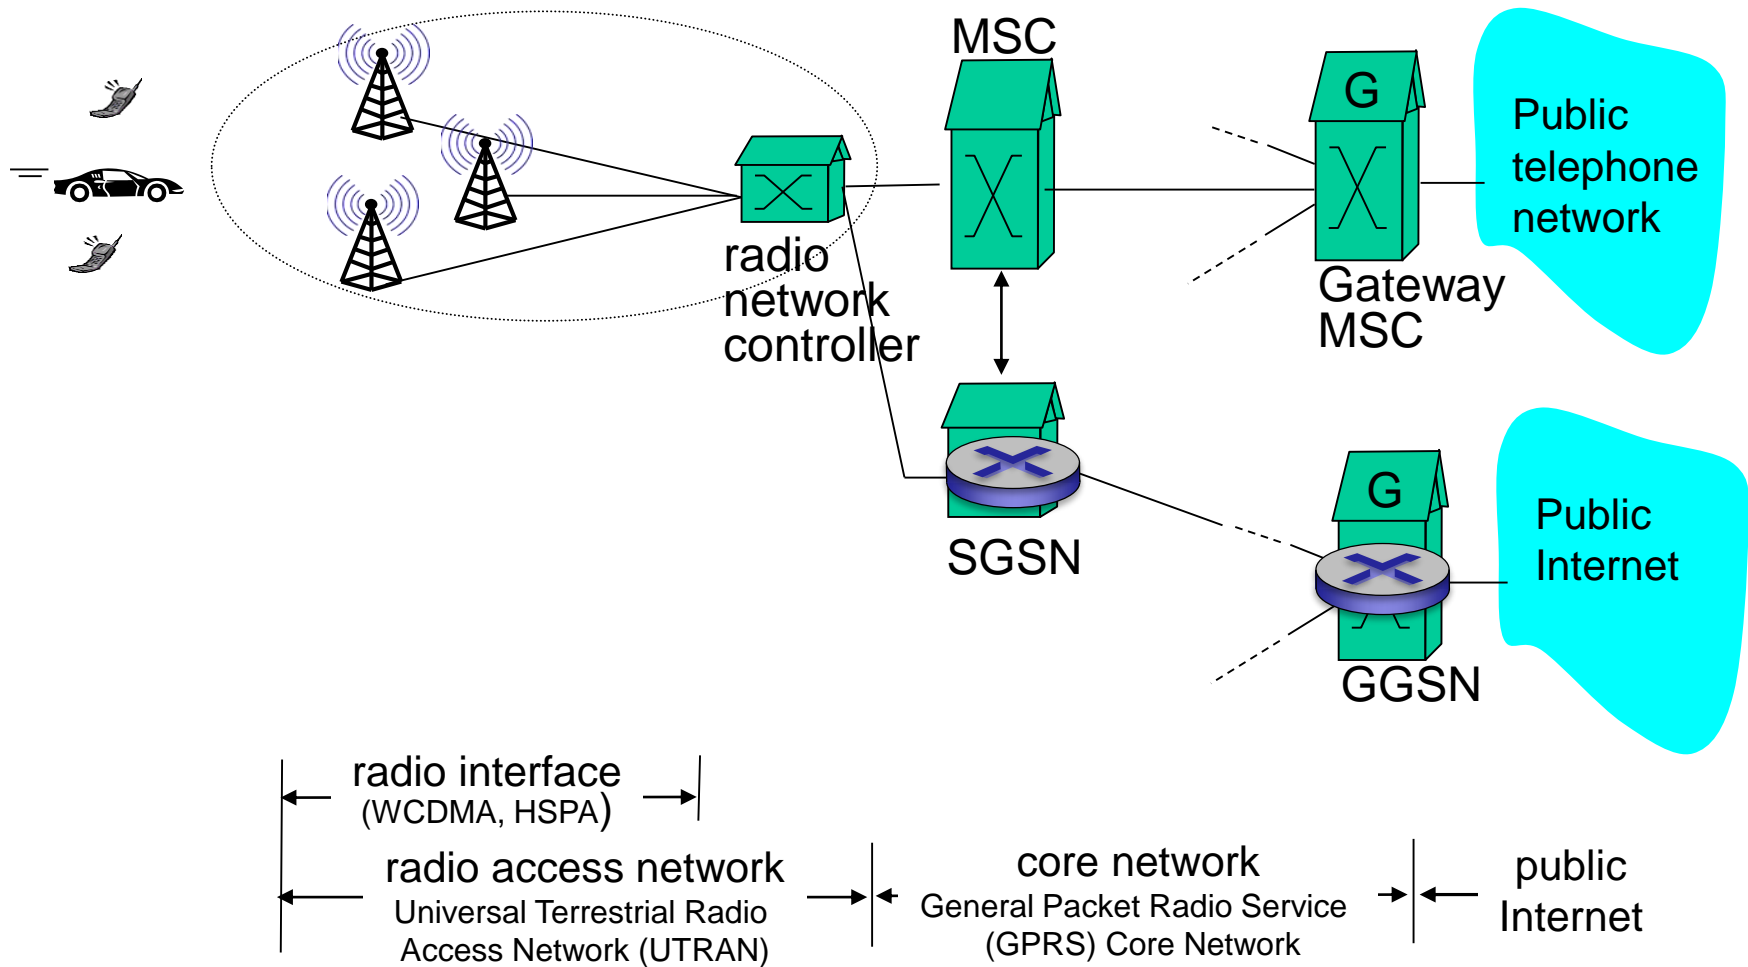 MSC
G
Public
telephone
network
radio
network
controller
Gateway
MSC
SGSN
G
Public
Internet
GGSN
radio interface
(WCDMA, HSPA)
radio access network
Universal Terrestrial Radio
Access Network (UTRAN)
core network
General Packet Radio Service
(GPRS) Core Network
public
Internet